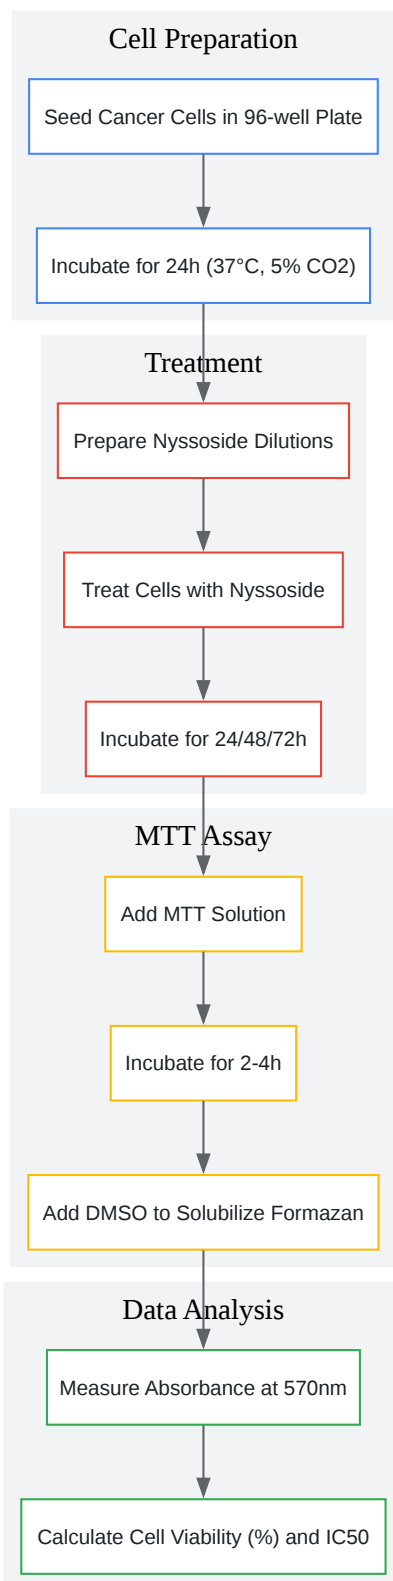 Cell Preparation
Seed Cancer Cells in 96-well Plate
Incubate for 24h (37°C, 5% CO2)
Treatment
Prepare Nyssoside Dilutions
Treat Cells with Nyssoside
Incubate for 24/48/72h
MTT Assay
Add MTT Solution
Incubate for 2-4h
Add DMSO to Solubilize Formazan
Data Analysis
Measure Absorbance at 570nm
Calculate Cell Viability (%) and IC50